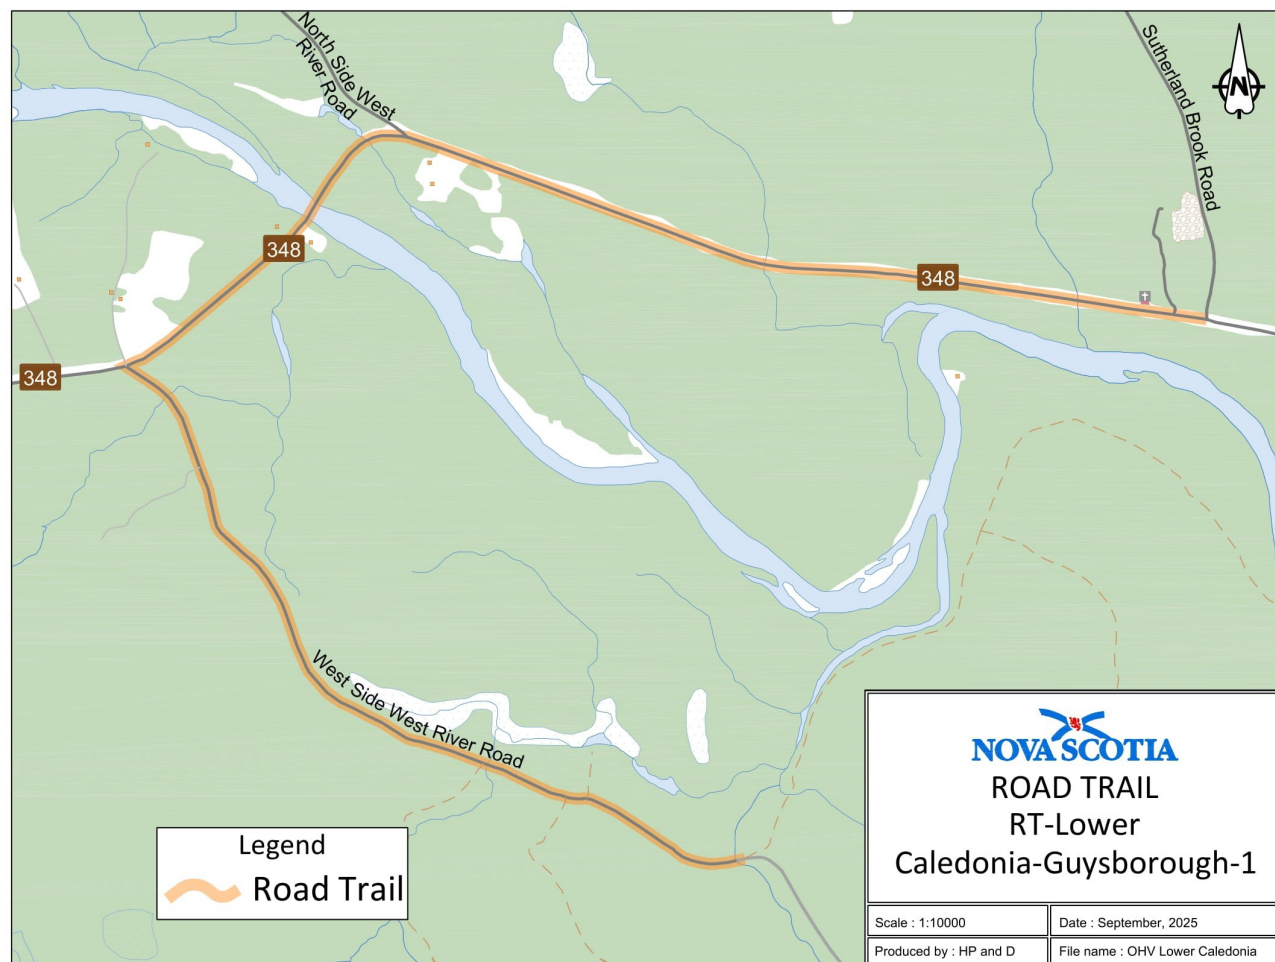 North Side West
River Road
Sutherland Brook Road
N
348
348
348
West Side West River Road
Legend
Road Trail
NOVA SCOTIA
ROAD TRAIL
RT-Lower
Caledonia-Guysborough-1
Scale : 1:10000
Date : September, 2025
Produced by : HP and D
File name : OHV Lower Caledonia